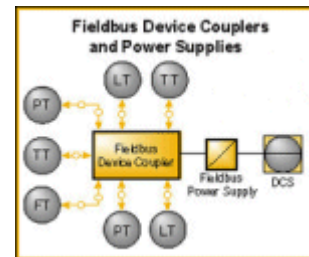 Fieldbus Device Couplers
and Power Supplies
LT
TT
PT
TT
Fieldbus
Device Coupler
FT
Fieldbus
Power Supply
DCS
PT
LT